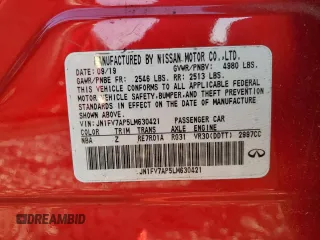 MANUFACTURED BY NISSAN MOTOR CO.,LTD.
DATE: 09/19 GVWR/PNBV: 4980 LBS.
GAWR/PNBE FR: 2546 LBS. RR: 2513 LBS.
THIS VEHICLE CONFORMS TO ALL APPLICABLE FEDERAL
MOTOR VEHICLE SAFETY, BUMPER, AND THEFT PREVENTION
STANDARDS IN EFFECT ON THE DATE OF MANUFACTURE
SHOWN ABOVE.
VIN: JN1FV7AP5LM630421 PASSENGER CAR
COLOR TRIM TRANS AXLE ENGINE
NBA Z RE7R01A R031 VR30(DDTT) 2997CC
JN1FV7AP5LM630421
INFINITI
DREAMBID